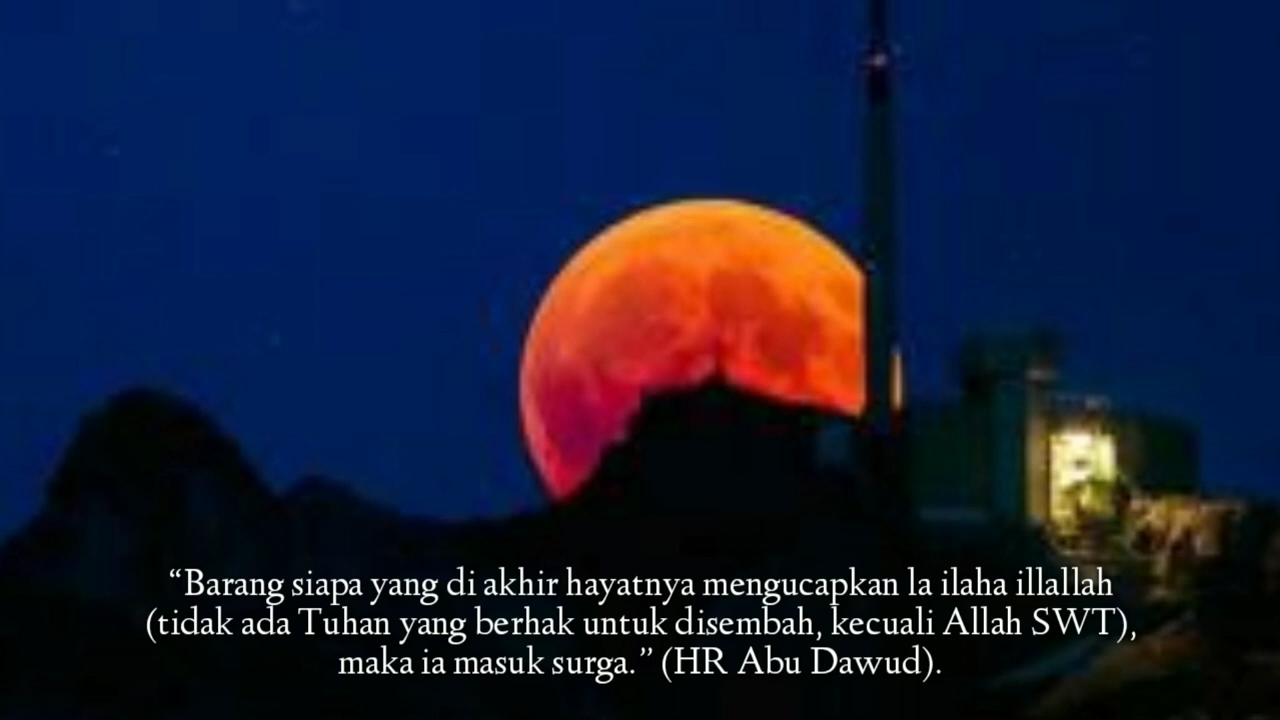 “Barang siapa yang di akhir hayatnya mengucapkan la ilaha illallah
(tidak ada Tuhan yang berhak untuk disembah, kecuali Allah SWT),
maka ia masuk surga.” (HR Abu Dawud).